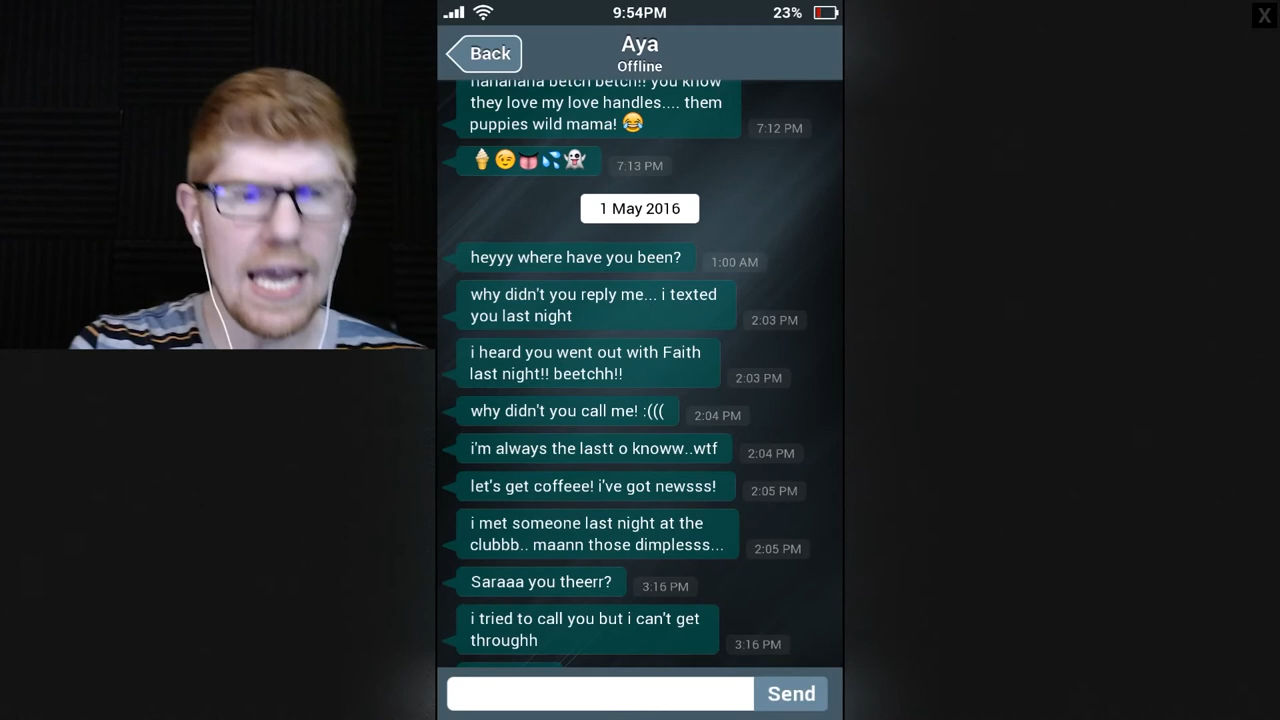 9:54PM
23%
X
Back
Aya
Offline
hahahaha betch betch!! you know
they love my love handles.... them
puppies wild mama! 😂
7:12 PM
🍦😉👅💦👻
7:13 PM
1 May 2016
heyyy where have you been?
1:00 AM
why didn't you reply me... i texted
you last night
2:03 PM
i heard you went out with Faith
last night!! beetchh!!
2:03 PM
why didn't you call me! :(((
2:04 PM
i'm always the lastt o knoww..wtf
2:04 PM
let's get coffeee! i've got newsss!
2:05 PM
i met someone last night at the
clubbb.. maann those dimplesss...
2:05 PM
Saraaa you theerr?
3:16 PM
i tried to call you but i can't get
throughh
3:16 PM
Send